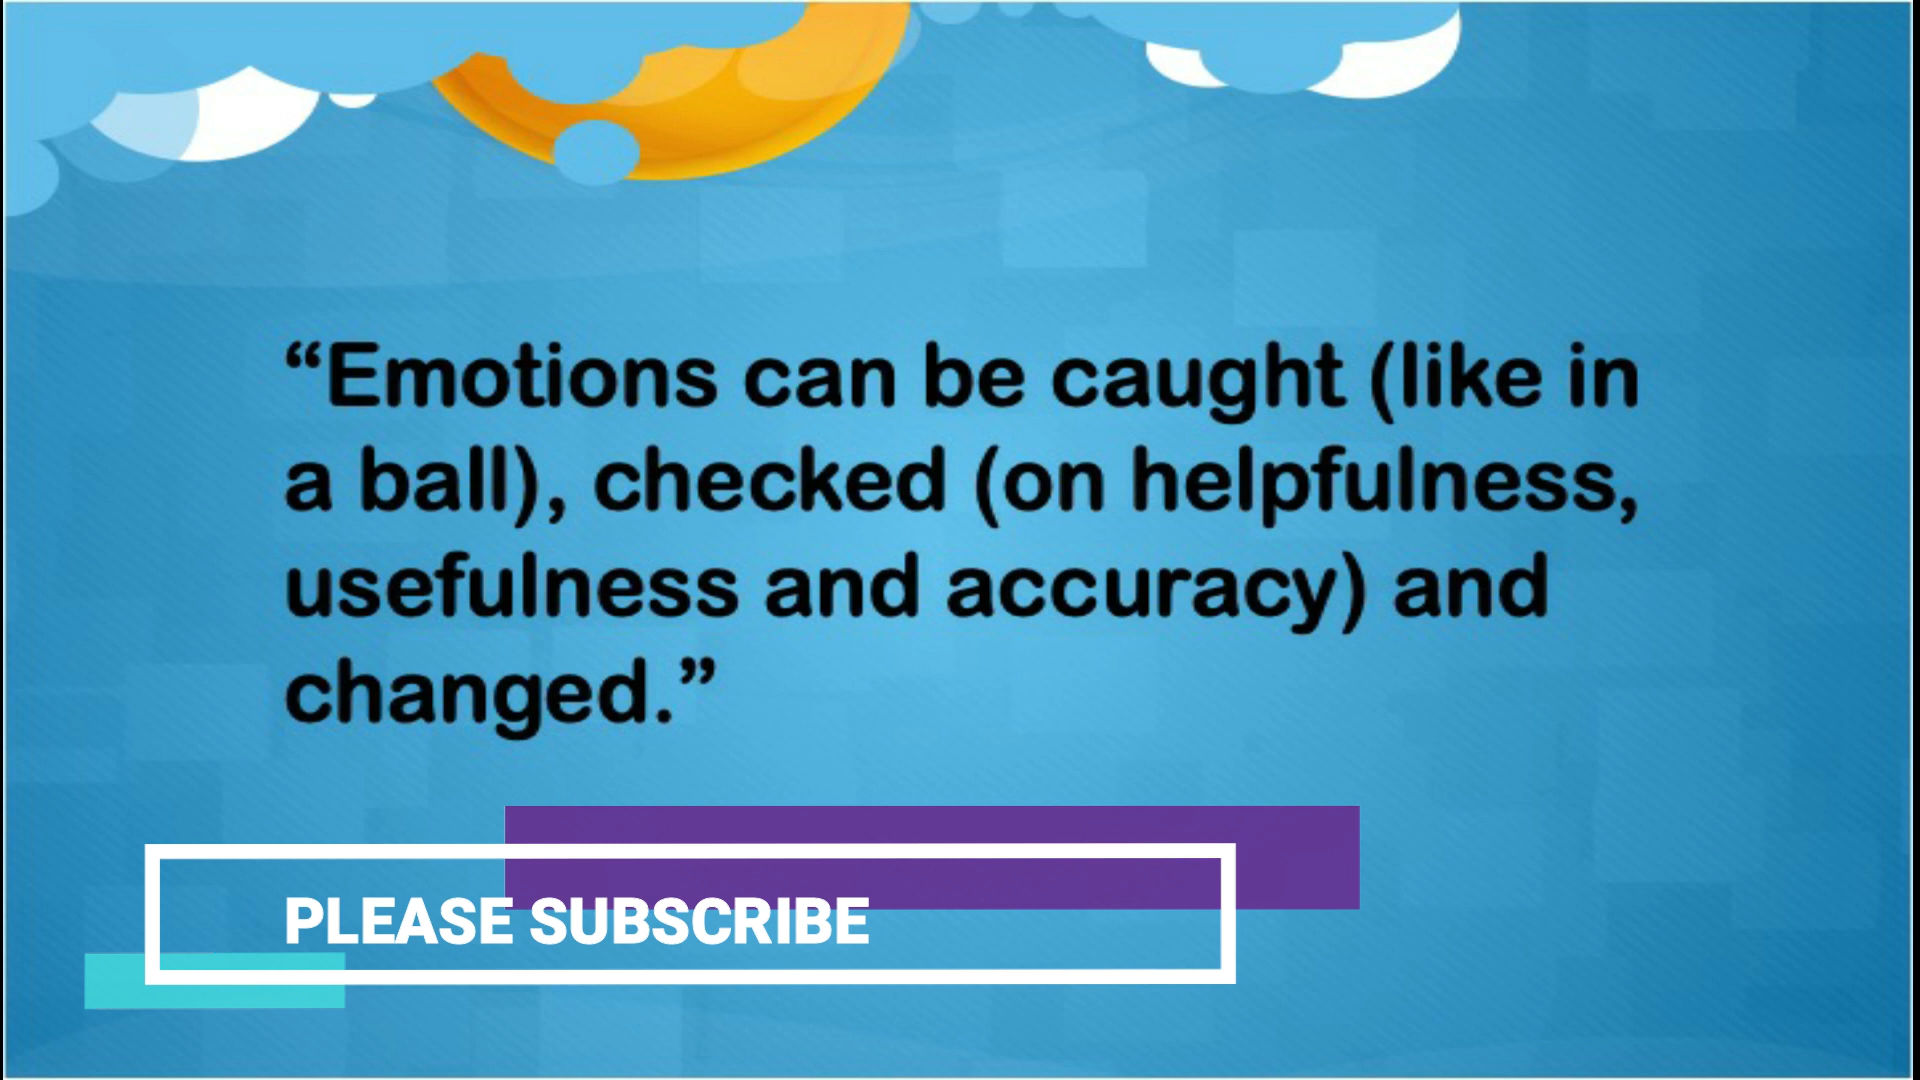 “Emotions can be caught (like in
a ball), checked (on helpfulness,
usefulness and accuracy) and
changed.”
PLEASE SUBSCRIBE